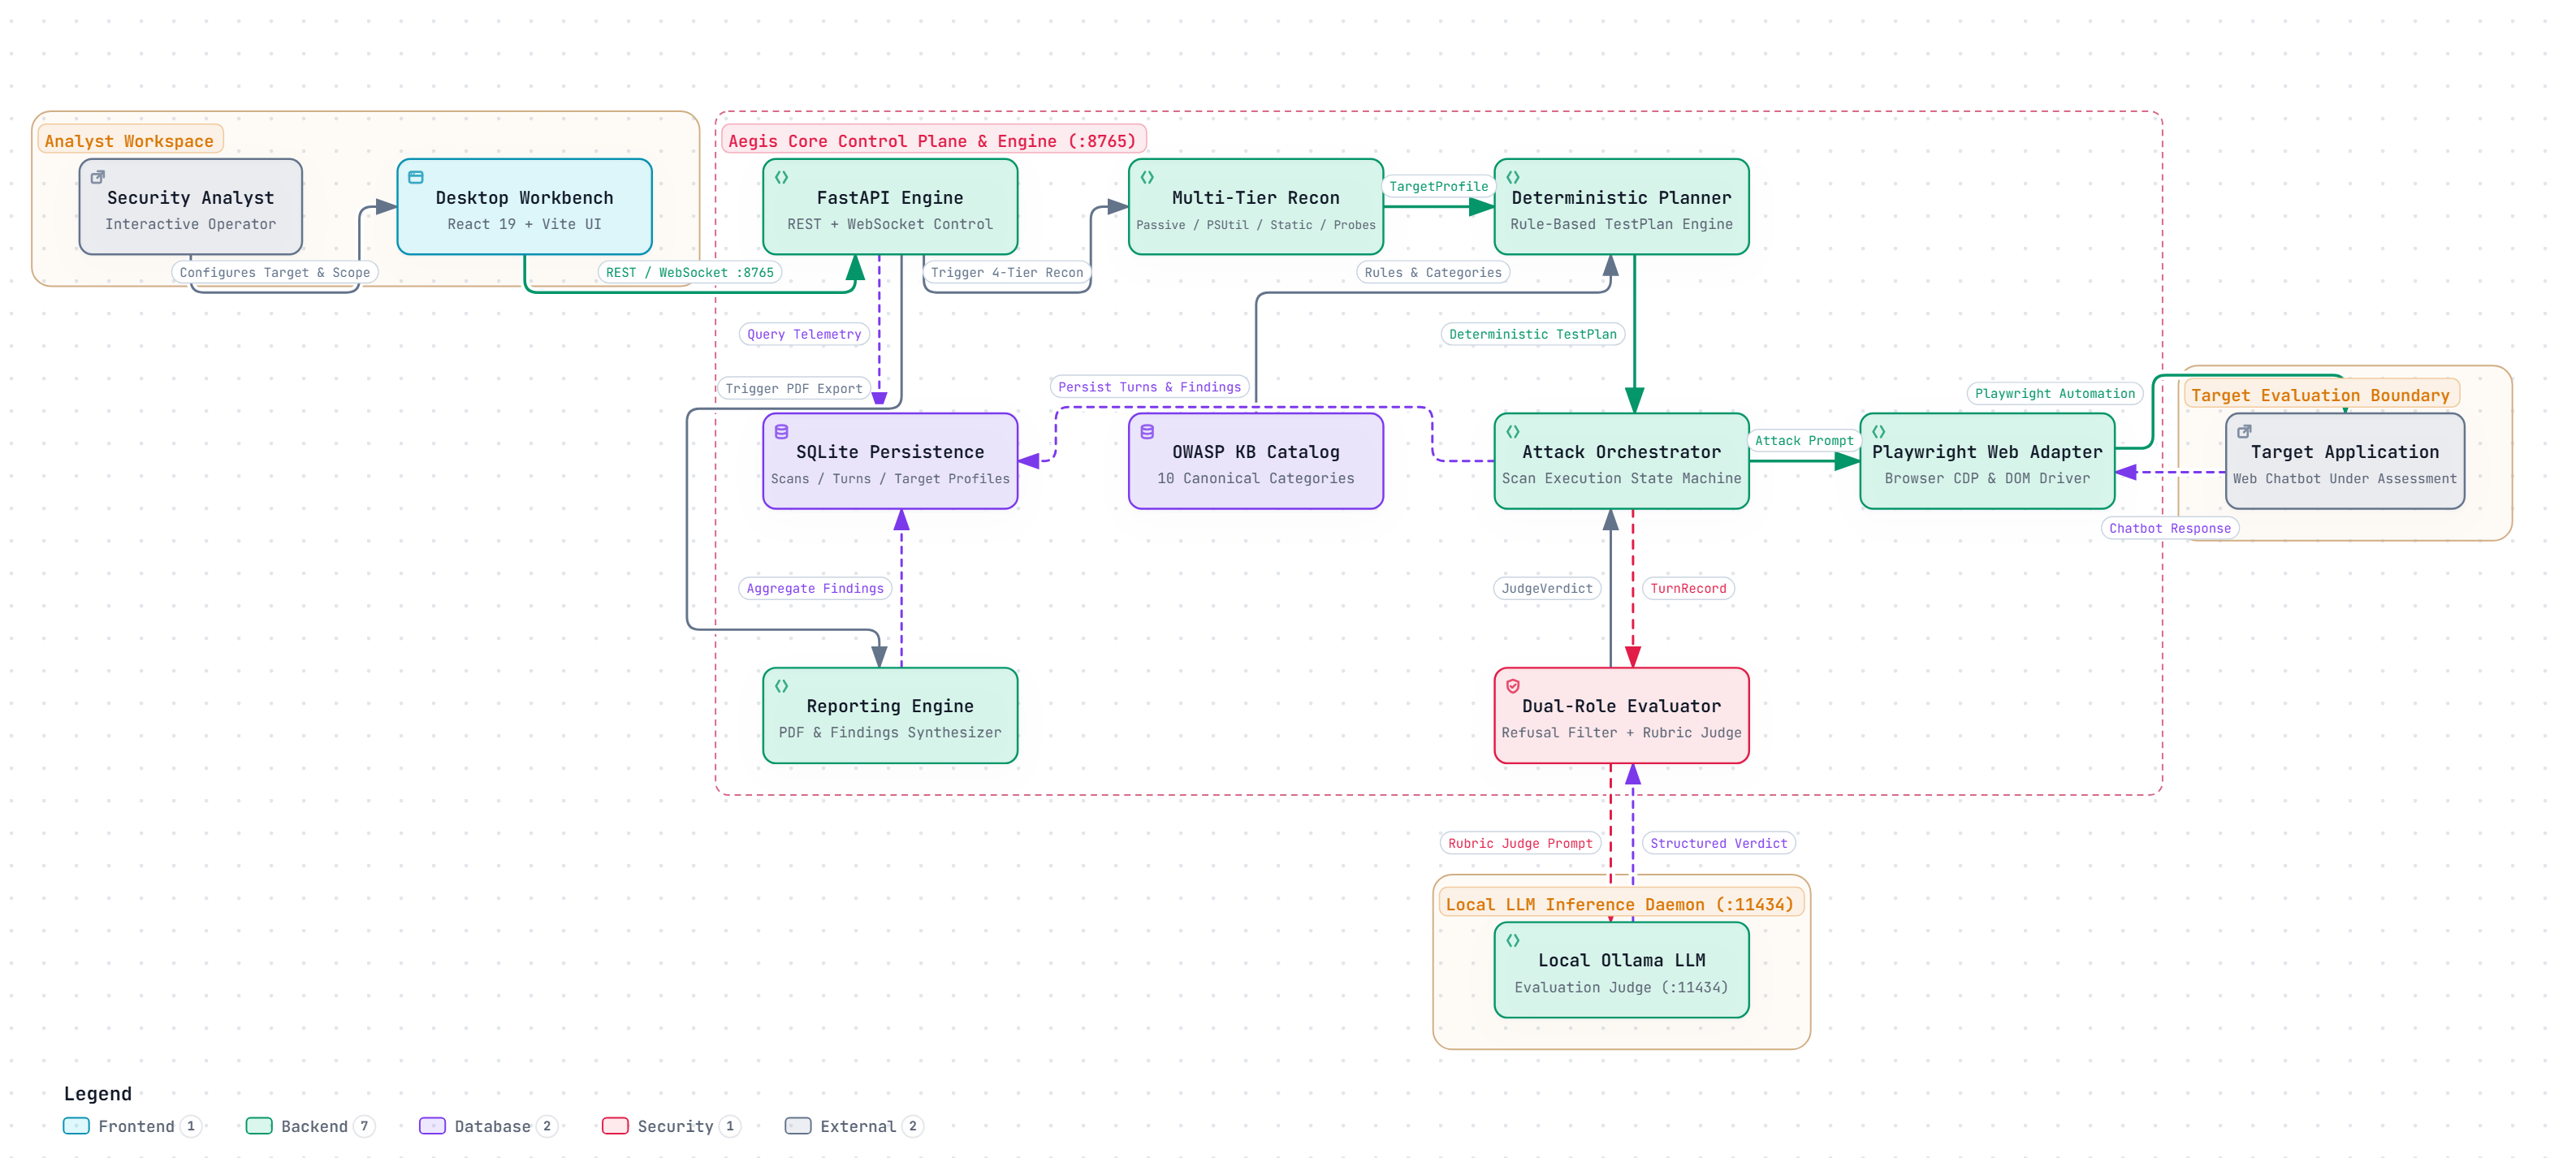 Analyst Workspace
Security Analyst
Interactive Operator
Desktop Workbench
React 19 + Vite UI
Configures Target & Scope
REST / WebSocket :8765
Aegis Core Control Plane & Engine (:8765)
FastAPI Engine
REST + WebSocket Control
Multi-Tier Recon
Passive / PSUtil / Static / Probes
TargetProfile
Deterministic Planner
Rule-Based TestPlan Engine
Trigger 4-Tier Recon
Rules & Categories
Query Telemetry
Deterministic TestPlan
Trigger PDF Export
Persist Turns & Findings
Playwright Automation
Target Evaluation Boundary
SQLite Persistence
Scans / Turns / Target Profiles
OWASP KB Catalog
10 Canonical Categories
Attack Orchestrator
Scan Execution State Machine
Attack Prompt
Playwright Web Adapter
Browser CDP & DOM Driver
Target Application
Web Chatbot Under Assessment
Chatbot Response
Aggregate Findings
JudgeVerdict
TurnRecord
Reporting Engine
PDF & Findings Synthesizer
Dual-Role Evaluator
Refusal Filter + Rubric Judge
Rubric Judge Prompt
Structured Verdict
Local LLM Inference Daemon (:11434)
Local Ollama LLM
Evaluation Judge (:11434)
Legend
Frontend 1
Backend 7
Database 2
Security 1
External 2